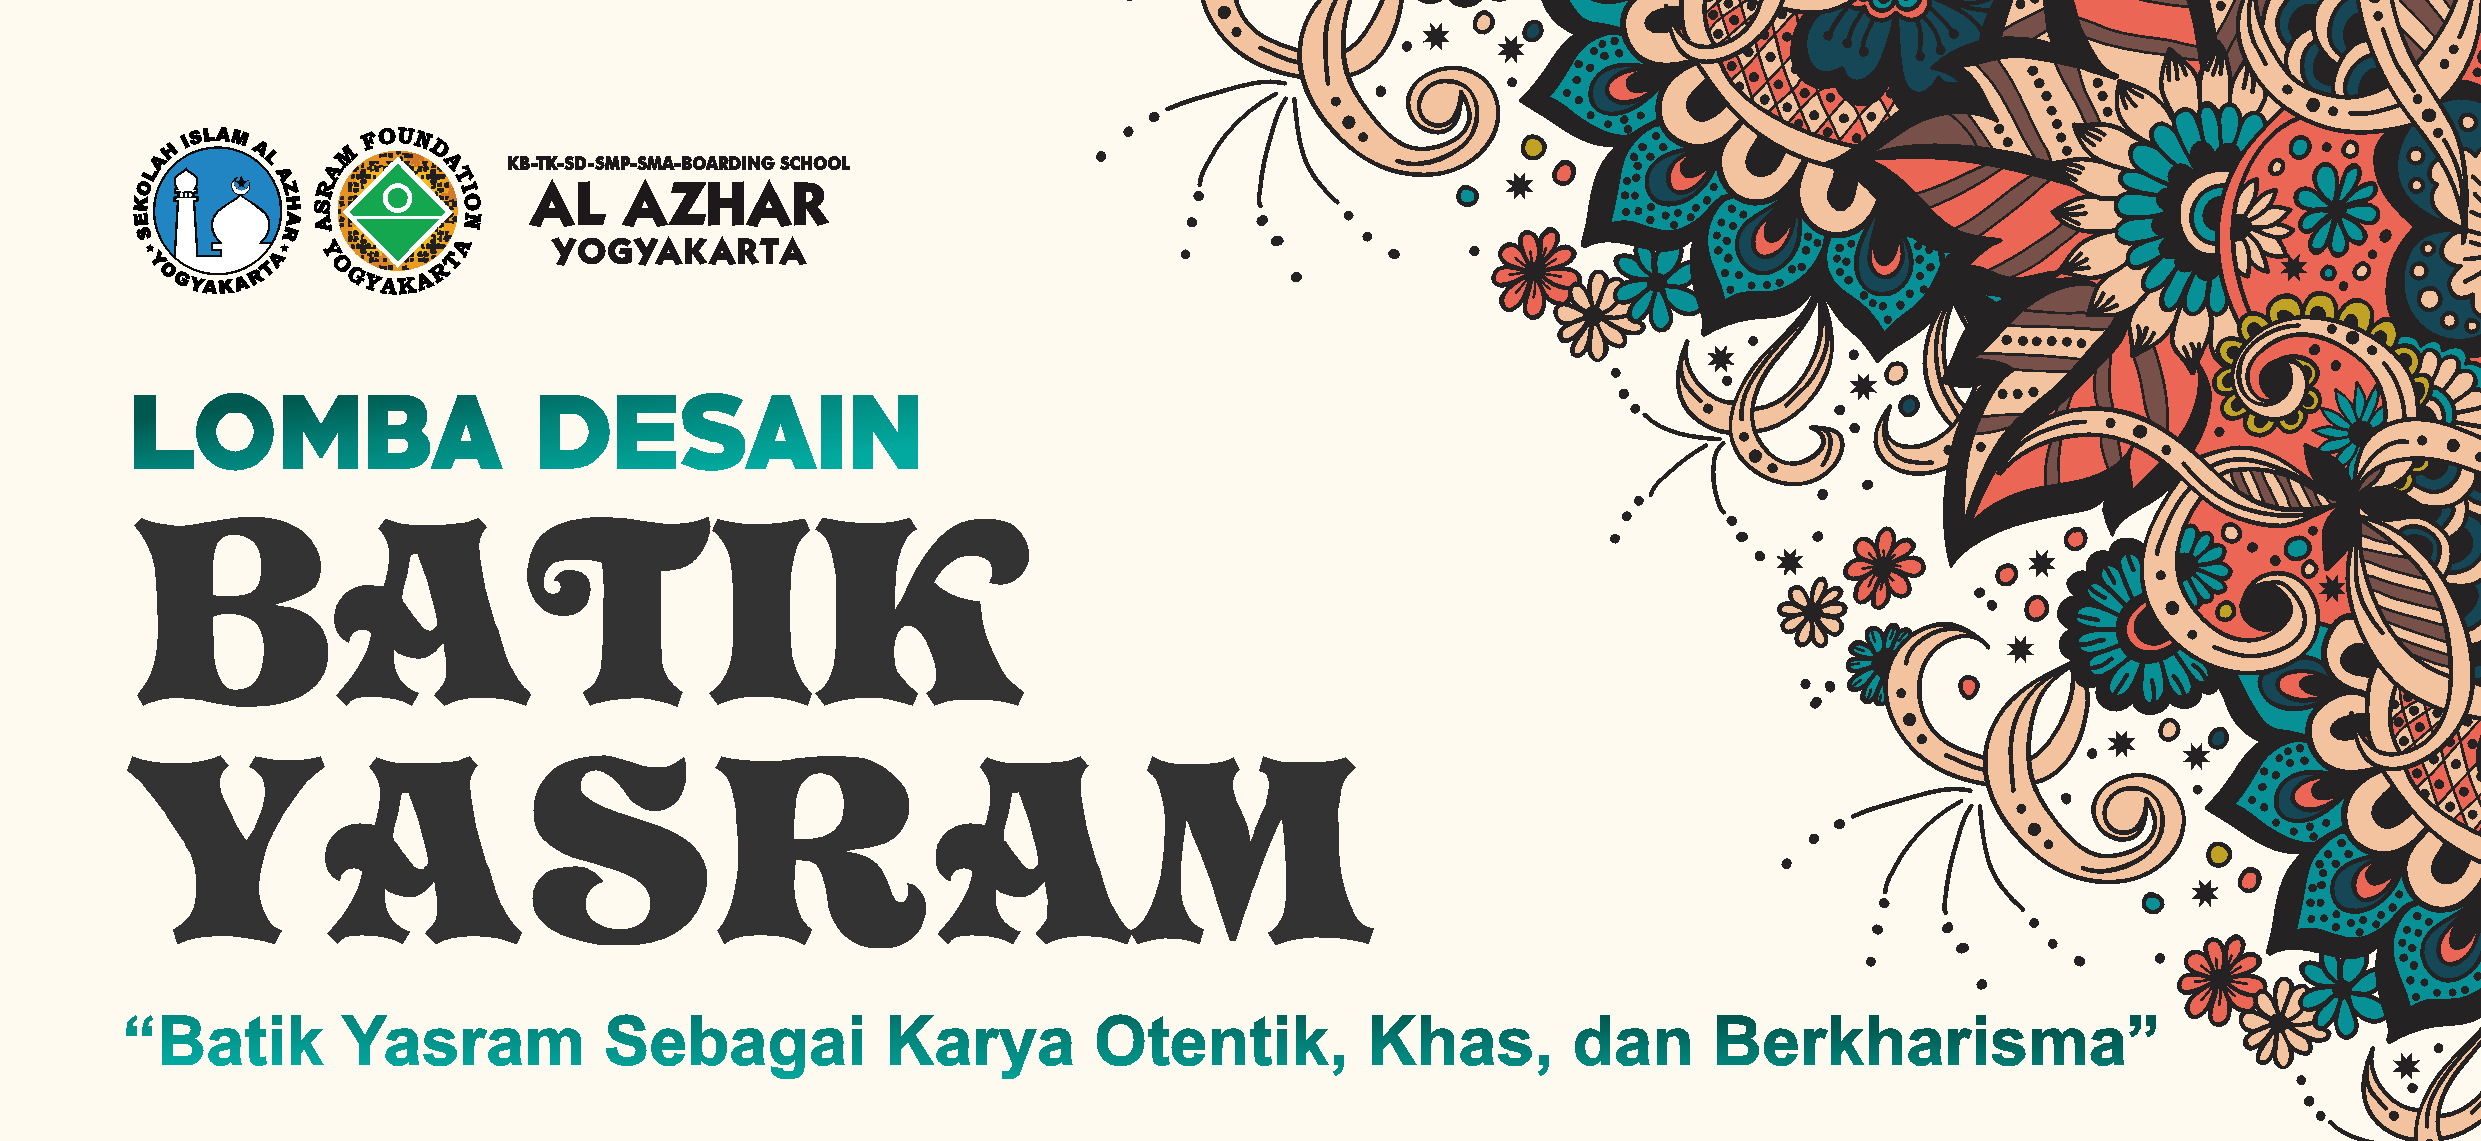 SEKOLAH ISLAM AL AZHAR
YOGYAKARTA
ASRAM FOUNDATION
YOGYAKARTA
KB-TK-SD-SMP-SMA-BOARDING SCHOOL
AL AZHAR
YOGYAKARTA
LOMBA DESAIN
BATIK
YASRAM
“Batik Yasram Sebagai Karya Otentik, Khas, dan Berkharisma”